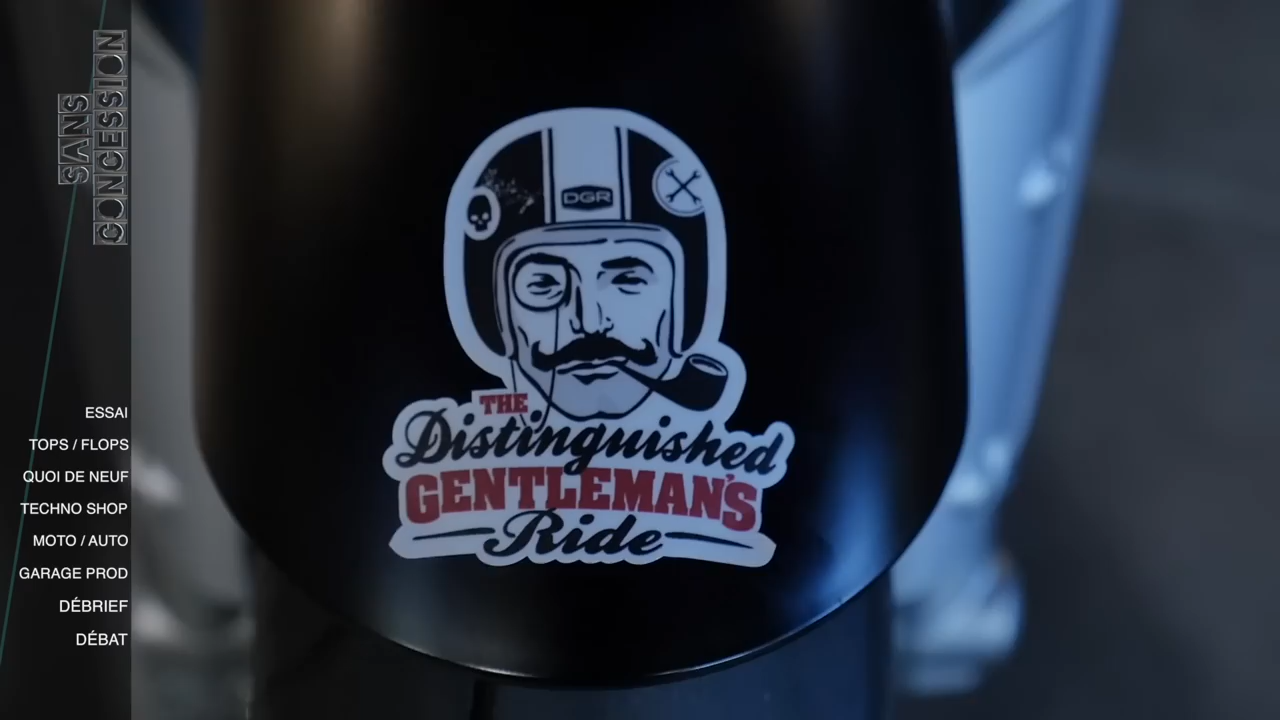 SANS
CONCESSION
ESSAI
TOPS / FLOPS
QUOI DE NEUF
TECHNO SHOP
MOTO / AUTO
GARAGE PROD
DÉBRIEF
DÉBAT
DGR
THE
Distinguished
GENTLEMAN'S
Ride